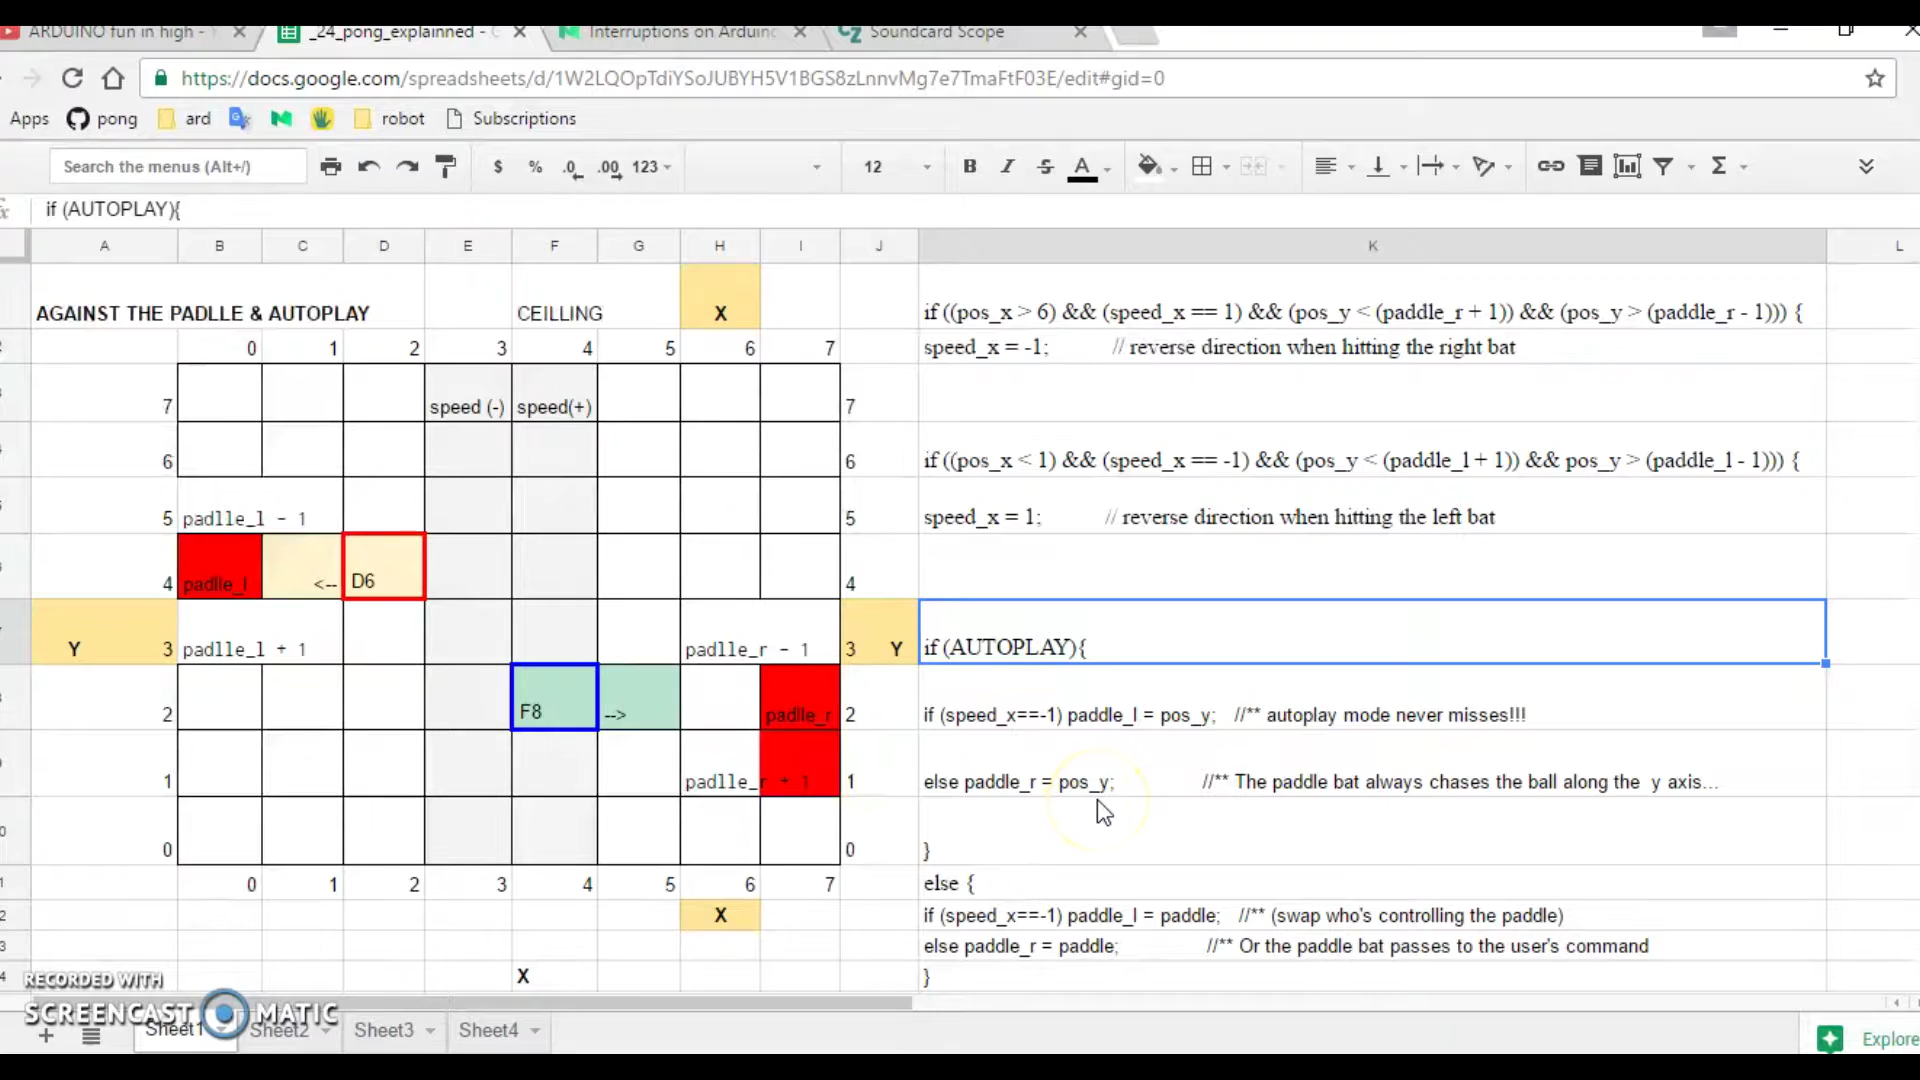 ARDUINO fun in high - Y
_24_pong_explainned - G
Interruptions on Arduino
Soundcard Scope
https://docs.google.com/spreadsheets/d/1W2LQOpTdiYSoJUBYH5V1BGS8zLnnvMg7e7TmaFtF03E/edit#gid=0
Apps pong ard robot Subscriptions
Search the menus (Alt+/) $ % .0 .00 123 12 B I S A Σ
fx if (AUTOPLAY){
A B C D E F G H I J K L
AGAINST THE PADLLE & AUTOPLAY CEILLING X if ((pos_x > 6) && (speed_x == 1) && (pos_y < (paddle_r + 1)) && (pos_y > (paddle_r - 1))) {
2 0 1 2 3 4 5 6 7 speed_x = -1; // reverse direction when hitting the right bat
7 speed (-) speed(+) 7
6 6 if ((pos_x < 1) && (speed_x == -1) && (pos_y < (paddle_l + 1)) && pos_y > (paddle_l - 1))) {
5 padlle_l - 1 5 speed_x = 1; // reverse direction when hitting the left bat
4 padlle_l <-- D6 4
Y 3 padlle_l + 1 padlle_r - 1 3 Y if (AUTOPLAY){
2 F8 --> padlle_r 2 if (speed_x==-1) paddle_l = pos_y; //** autoplay mode never misses!!!
1 padlle_r + 1 1 else paddle_r = pos_y; //** The paddle bat always chases the ball along the y axis...
0 0 }
0 1 2 3 4 5 6 7 else {
2 X if (speed_x==-1) paddle_l = paddle; //** (swap who's controlling the paddle)
3 else paddle_r = paddle; //** Or the paddle bat passes to the user's command
4 X }
RECORDED WITH
SCREENCAST MATIC
+ Sheet1 Sheet2 Sheet3 Sheet4 Explore